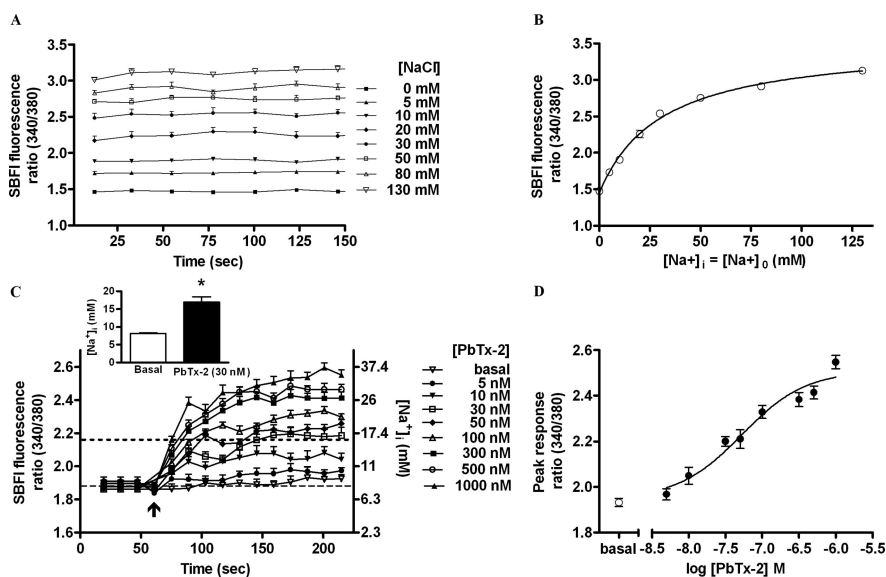 A
SBFI fluorescence
ratio (340/380)
3.5
3.0
2.5
2.0
1.5
1.0
25
50
75
100
125
150
Time (sec)
[NaCl]
0 mM
5 mM
10 mM
20 mM
30 mM
50 mM
80 mM
130 mM
B
SBFI fluorescence
ratio (340/380)
3.5
3.0
2.5
2.0
1.5
1.0
0
25
50
75
100
125
[Na+]i = [Na+]0 (mM)
C
[Na+]i (mM)
20
15
10
5
0
*
Basal
PbTx-2 (30 nM)
SBFI fluorescence
ratio (340/380)
2.6
2.4
2.2
2.0
1.8
1.6
0
50
100
150
200
Time (sec)
37.4
26
17.4
11
6.3
2.3
[Na+]i (mM)
[PbTx-2]
basal
5 nM
10 nM
30 nM
50 nM
100 nM
300 nM
500 nM
1000 nM
D
Peak response
ratio (340/380)
2.6
2.4
2.2
2.0
1.8
basal
-8.5
-8.0
-7.5
-7.0
-6.5
-6.0
-5.5
log [PbTx-2] M